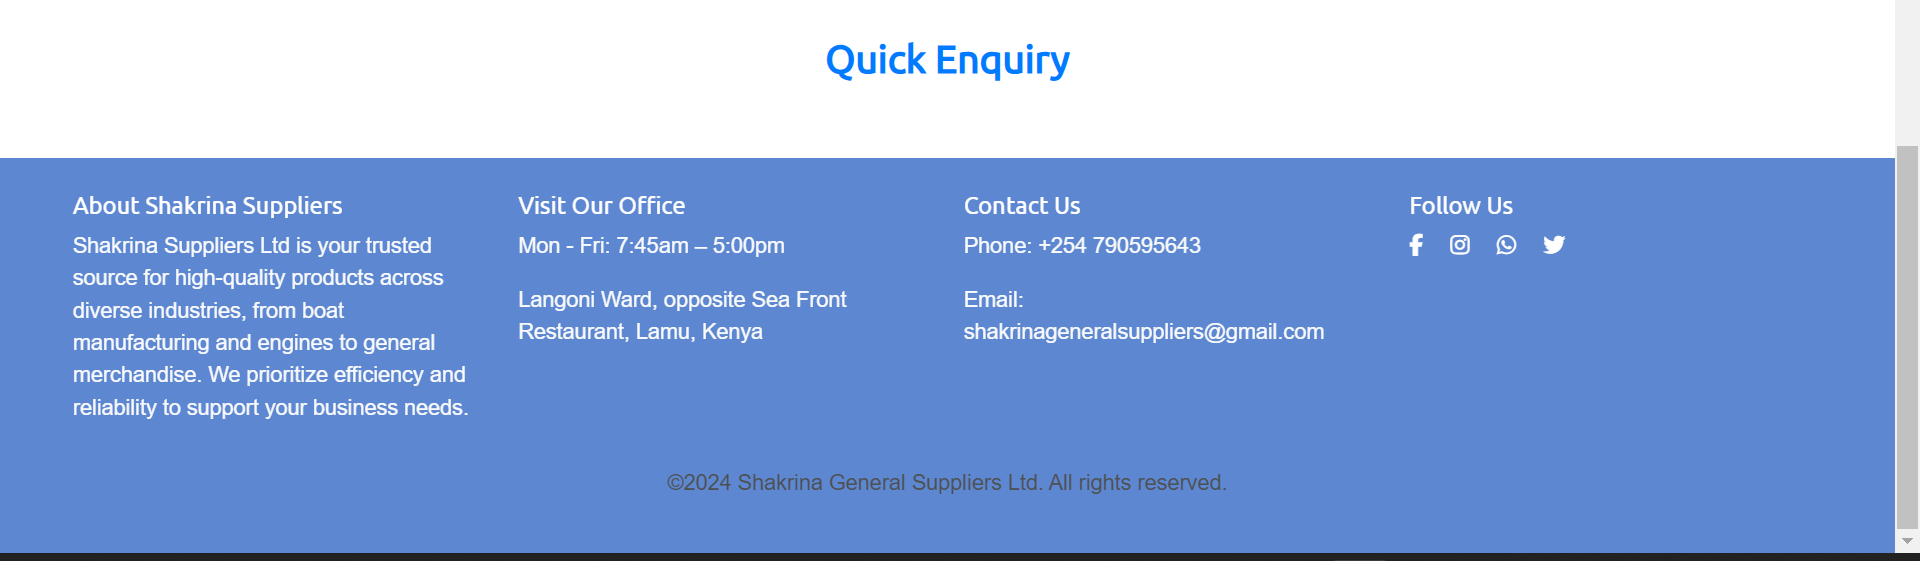 Quick Enquiry
About Shakrina Suppliers
Shakrina Suppliers Ltd is your trusted
source for high-quality products across
diverse industries, from boat
manufacturing and engines to general
merchandise. We prioritize efficiency and
reliability to support your business needs.
Visit Our Office
Mon - Fri: 7:45am – 5:00pm
Langoni Ward, opposite Sea Front
Restaurant, Lamu, Kenya
Contact Us
Phone: +254 790595643
Email:
shakrinageneralsuppliers@gmail.com
Follow Us
©2024 Shakrina General Suppliers Ltd. All rights reserved.